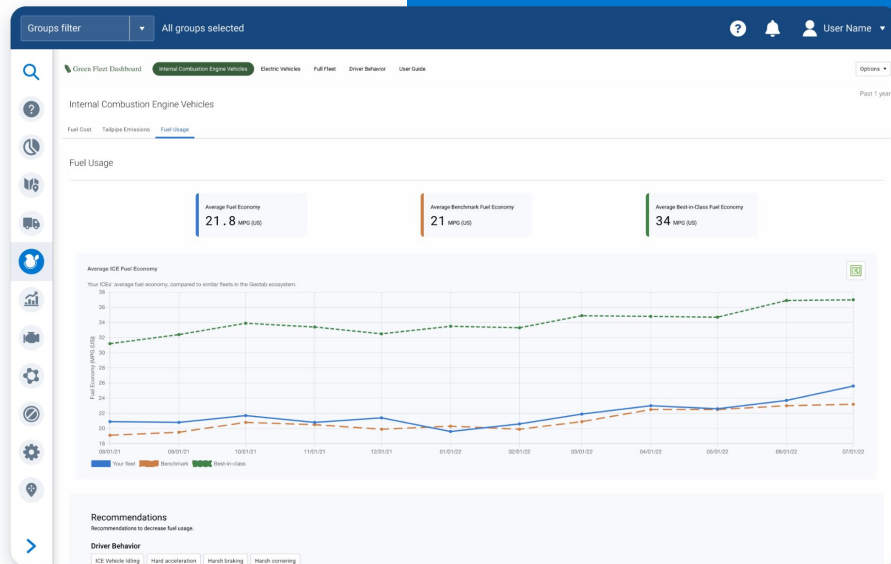 Groups filter ▼ All groups selected ? User Name ▼
Green Fleet Dashboard Internal Combustion Engine Vehicles Electric Vehicles Full Fleet Driver Behavior User Guide Options ▼
Past 1 year
Internal Combustion Engine Vehicles
Fuel Cost Tailpipe Emissions Fuel Usage
Fuel Usage
Average Fuel Economy
21.8 MPG (US)
Average Benchmark Fuel Economy
21 MPG (US)
Average Best-in-Class Fuel Economy
34 MPG (US)
Average ICE Fuel Economy
Your ICEs' average fuel economy, compared to similar fleets in the Geotab ecosystem.
Fuel Economy (MPG (US))
38
36
34
32
30
28
26
24
22
20
18
08/01/21 09/01/21 10/01/21 11/01/21 12/01/21 01/01/22 02/01/22 03/01/22 04/01/22 05/01/22 06/01/22 07/01/22
Your fleet Benchmark Best-in-class
Recommendations
Recommendations to decrease fuel usage.
Driver Behavior
ICE Vehicle Idling Hard acceleration Harsh braking Harsh cornering